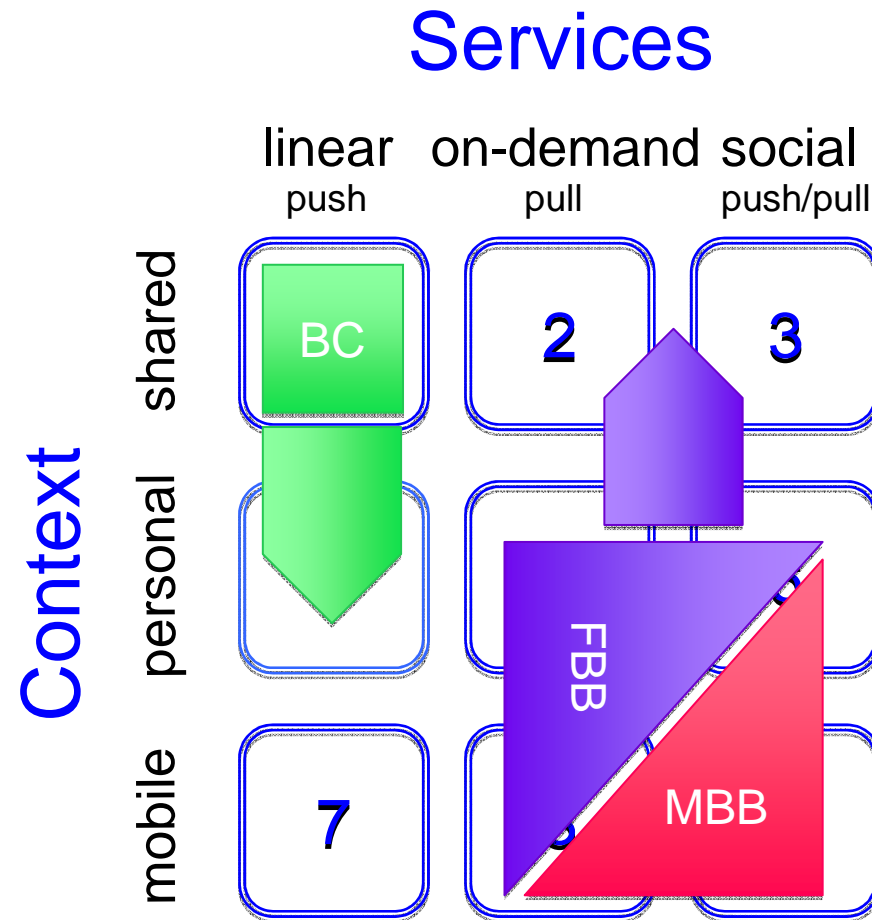 Services
linear on-demand social
push pull push/pull
Context
shared
BC
2
3
personal
FBB
mobile
7
MBB